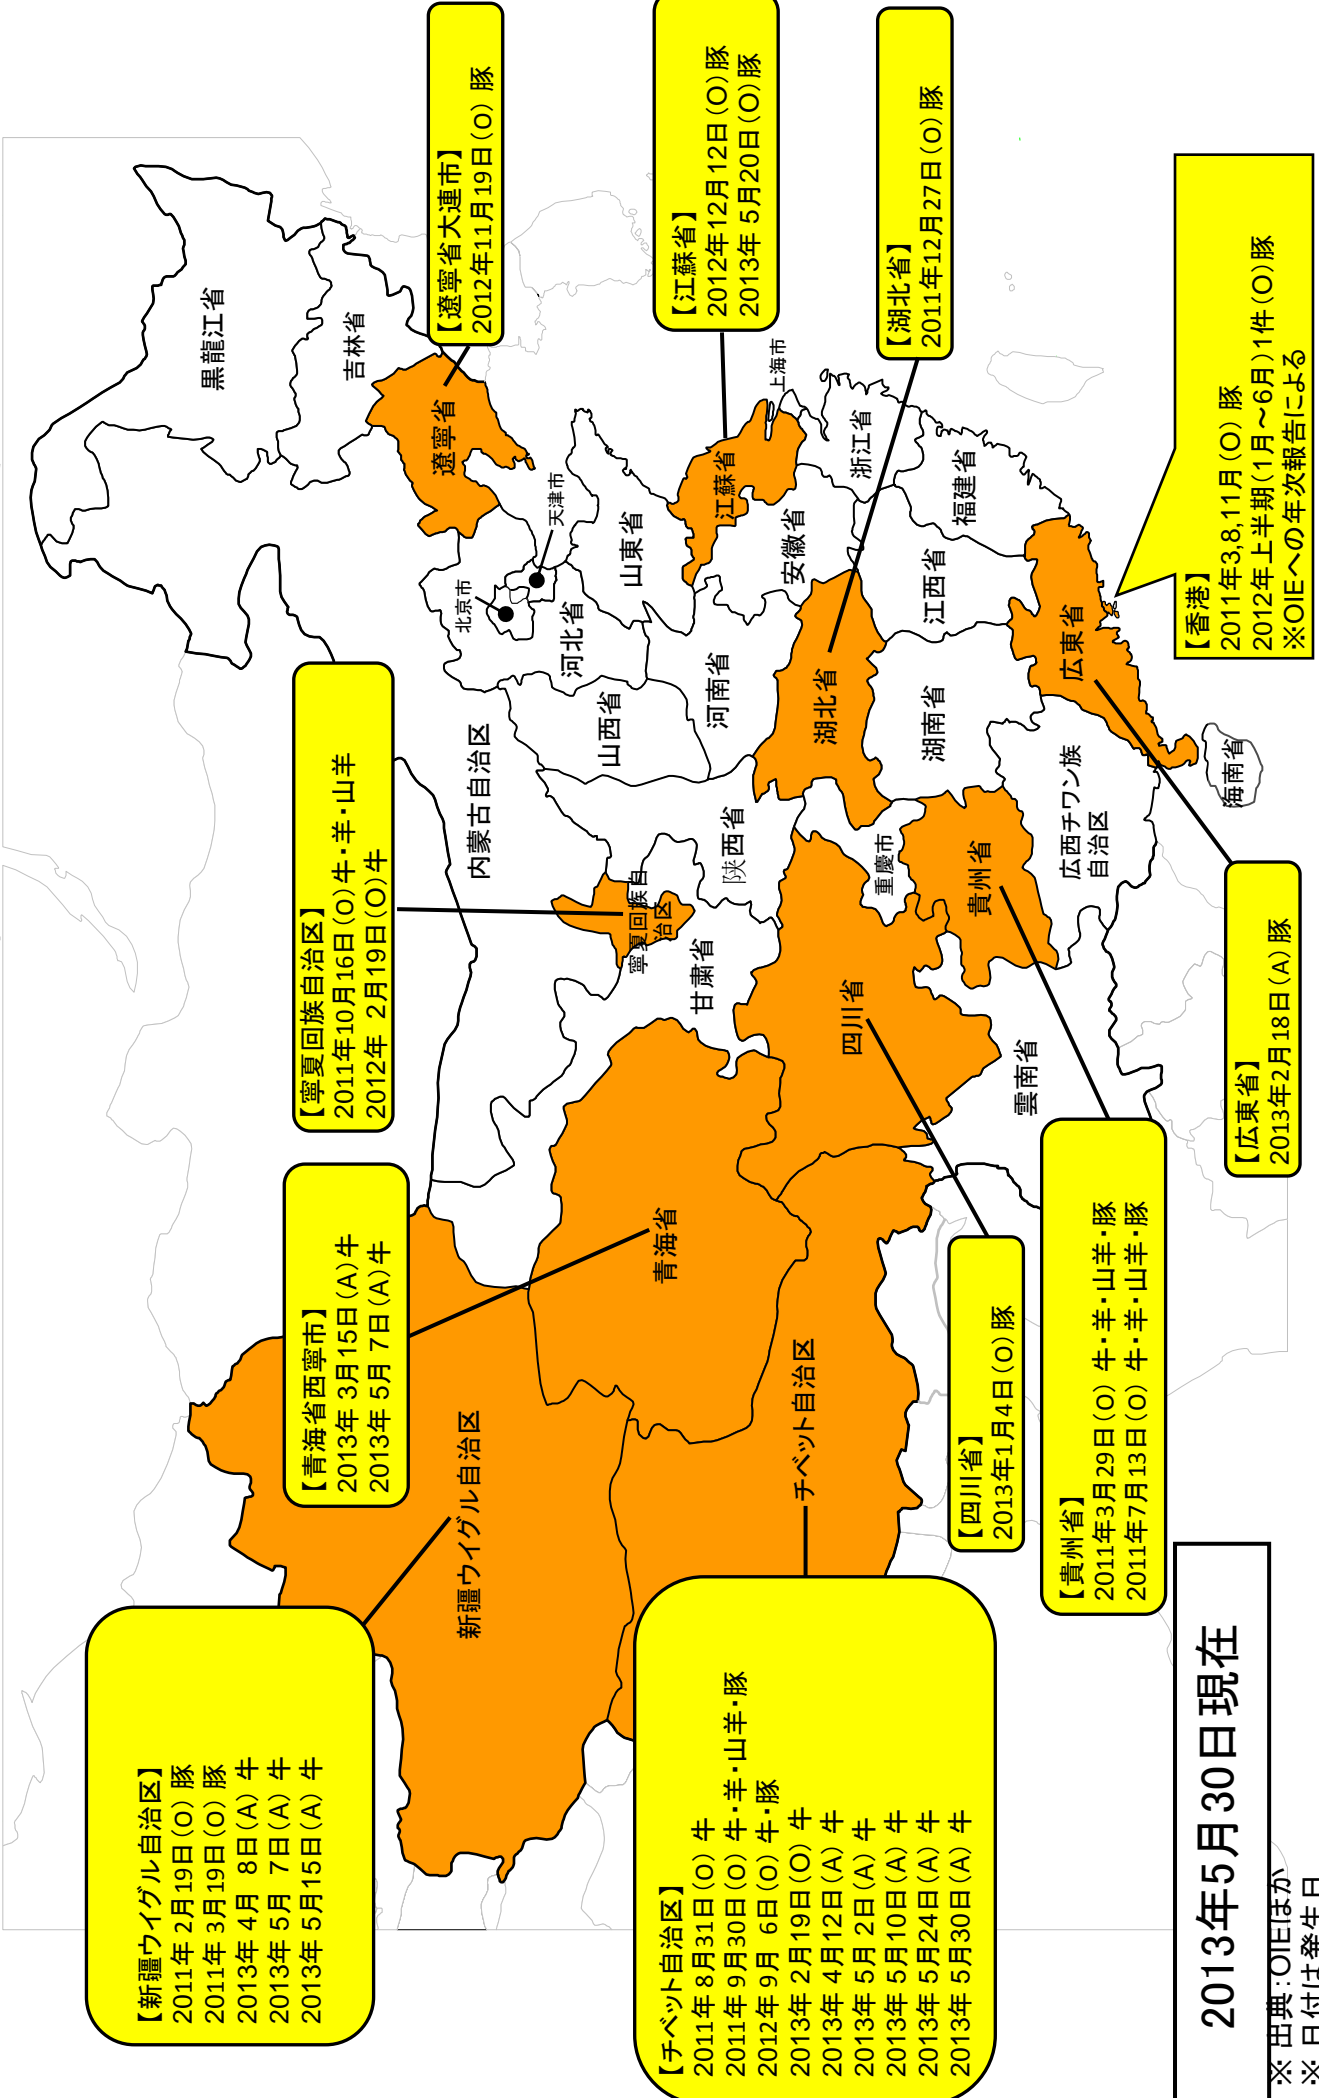 【新疆ウイグル自治区】
2011年 2月19日(O) 豚
2011年 3月19日(O) 豚
2013年 4月 8日(A) 牛
2013年 5月 7日(A) 牛
2013年 5月15日(A) 牛
【青海省西寧市】
2013年 3月15日(A)牛
2013年 5月 7日(A)牛
【寧夏回族自治区】
2011年10月16日(O)牛・羊・山羊
2012年 2月19日(O)牛
【遼寧省大連市】
2012年11月19日(O) 豚
【江蘇省】
2012年12月12日(O)豚
2013年 5月20日(O)豚
【湖北省】
2011年12月27日(O)豚
【香港】
2011年3,8,11月(O) 豚
2012年上半期(1月～6月)1件(O)豚
※OIEへの年次報告による
【広東省】
2013年2月18日(A)豚
【貴州省】
2011年3月29日(O) 牛・羊・山羊・豚
2011年7月13日(O) 牛・羊・山羊・豚
【四川省】
2013年1月4日(O)豚
【チベット自治区】
2011年 8月31日(O) 牛
2011年 9月30日(O) 牛・羊・山羊・豚
2012年 9月 6日(O) 牛・豚
2013年 2月19日(O) 牛
2013年 4月12日(A) 牛
2013年 5月 2日(A) 牛
2013年 5月10日(A) 牛
2013年 5月24日(A) 牛
2013年 5月30日(A) 牛
黒龍江省
吉林省
遼寧省
内蒙古自治区
北京市
天津市
河北省
山東省
山西省
河南省
江蘇省
上海市
安徽省
浙江省
福建省
江西省
湖北省
湖南省
広東省
海南省
広西チワン族
自治区
貴州省
重慶市
陝西省
寧夏回族自
治区
甘粛省
四川省
雲南省
青海省
チベット自治区
新疆ウイグル自治区
2013年5月30日現在
※ 出典:OIEほか
※ 日付は発生日